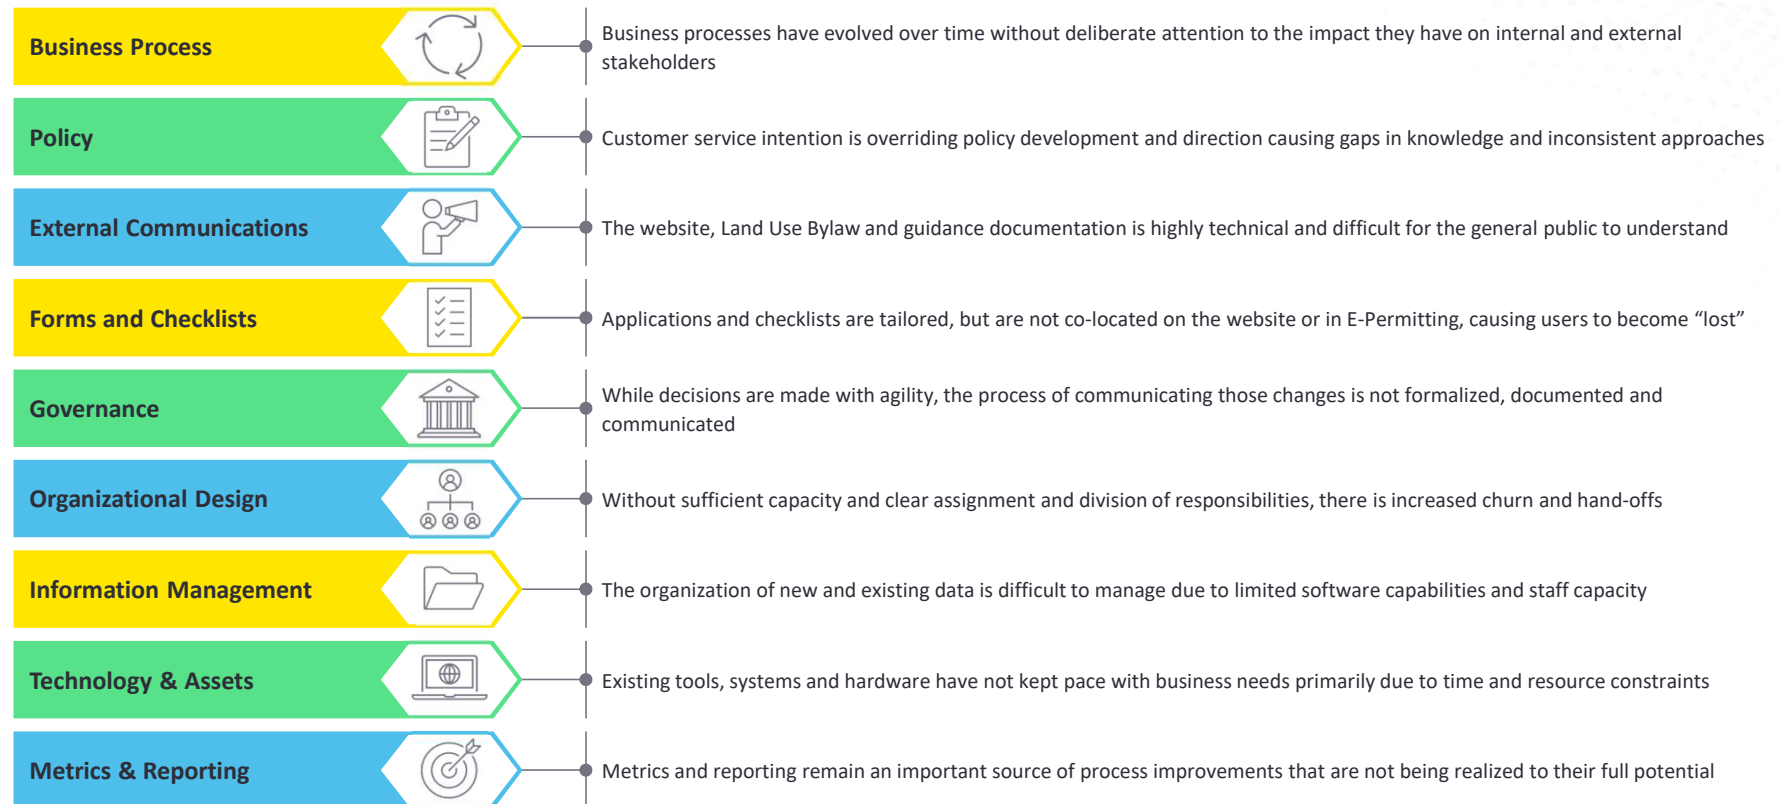 Business Process
Business processes have evolved over time without deliberate attention to the impact they have on internal and external
stakeholders
Policy
Customer service intention is overriding policy development and direction causing gaps in knowledge and inconsistent approaches
External Communications
The website, Land Use Bylaw and guidance documentation is highly technical and difficult for the general public to understand
Forms and Checklists
Applications and checklists are tailored, but are not co-located on the website or in E-Permitting, causing users to become “lost”
Governance
While decisions are made with agility, the process of communicating those changes is not formalized, documented and
communicated
Organizational Design
Without sufficient capacity and clear assignment and division of responsibilities, there is increased churn and hand-offs
Information Management
The organization of new and existing data is difficult to manage due to limited software capabilities and staff capacity
Technology & Assets
Existing tools, systems and hardware have not kept pace with business needs primarily due to time and resource constraints
Metrics & Reporting
Metrics and reporting remain an important source of process improvements that are not being realized to their full potential